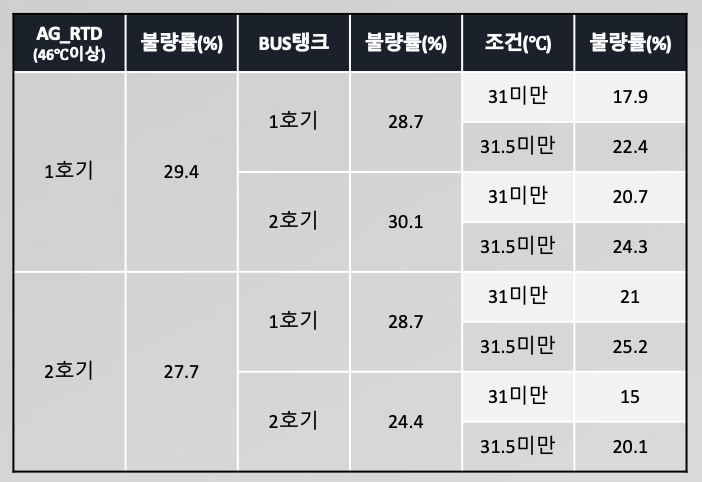 AG_RTD
(46℃이상)
불량률(%)
BUS탱크
불량률(%)
조건(℃)
불량률(%)
1호기
29.4
1호기
28.7
31미만
17.9
31.5미만
22.4
2호기
30.1
31미만
20.7
31.5미만
24.3
2호기
27.7
1호기
28.7
31미만
21
31.5미만
25.2
2호기
24.4
31미만
15
31.5미만
20.1